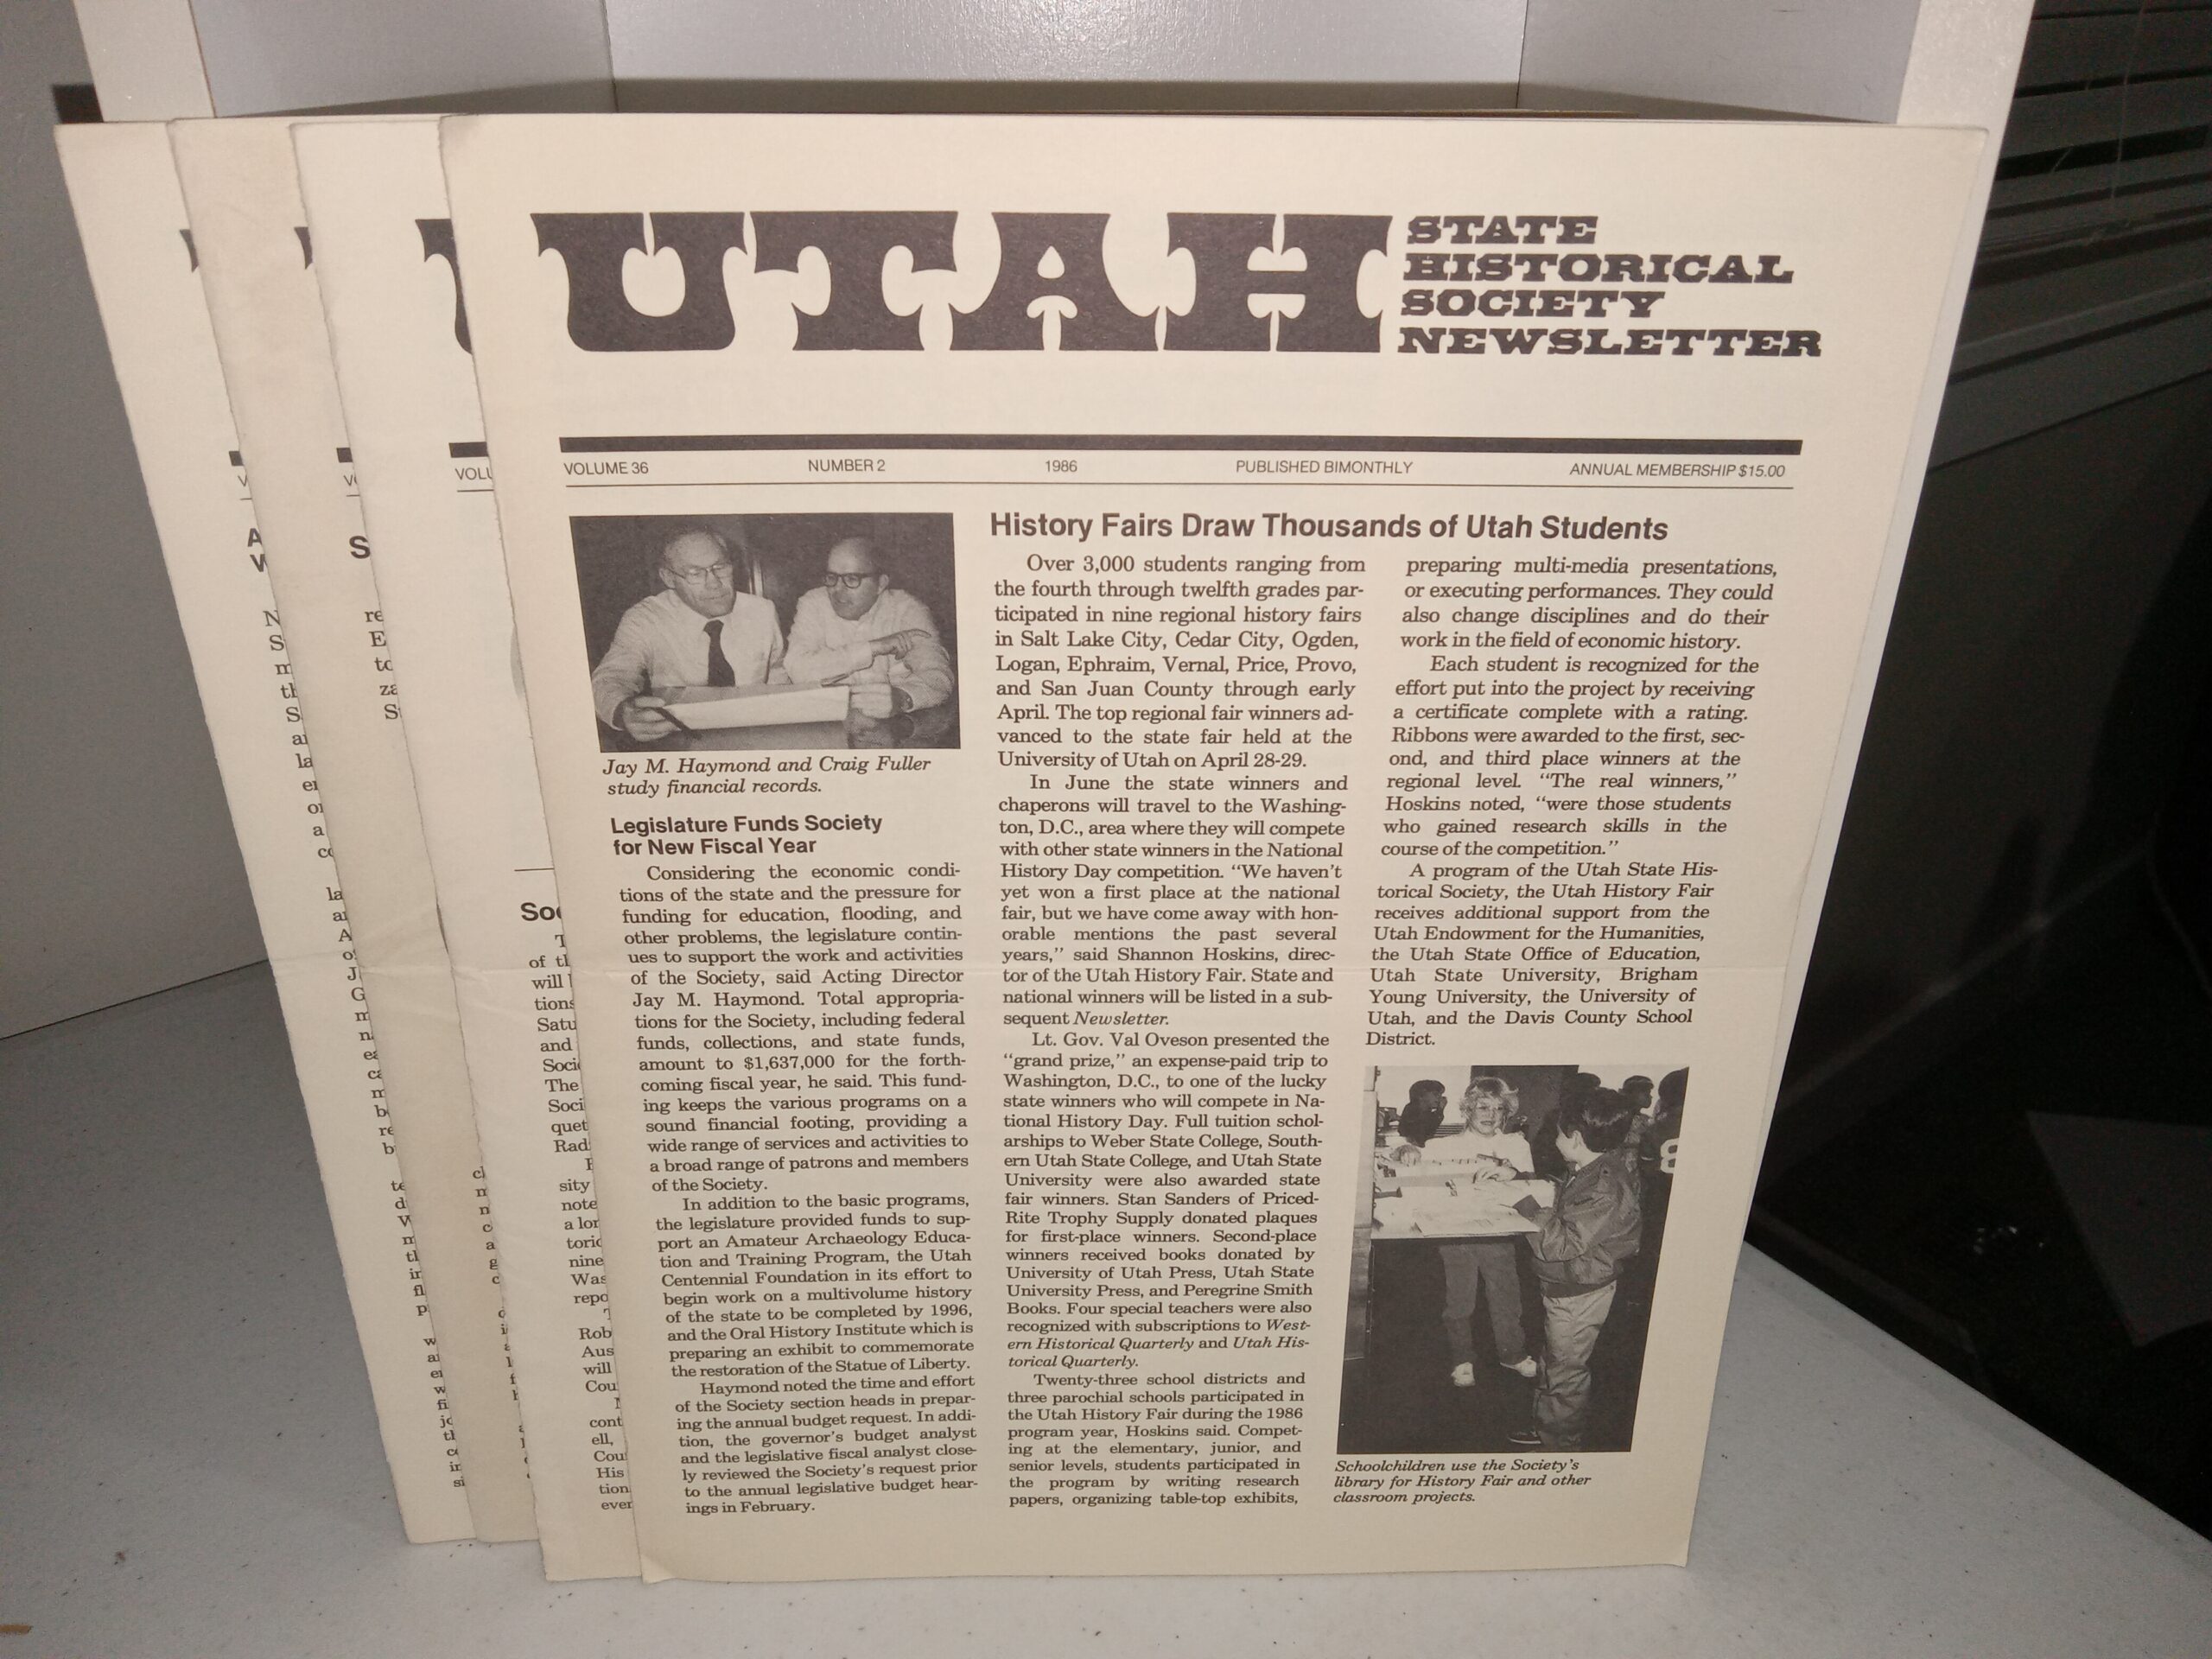 UTAH
STATE
HISTORICAL
SOCIETY
NEWSLETTER
VOLUME 36 NUMBER 2 1986 PUBLISHED BIMONTHLY ANNUAL MEMBERSHIP $15.00
Jay M. Haymond and Craig Fuller
study financial records.
Legislature Funds Society
for New Fiscal Year
Considering the economic condi-
tions of the state and the pressure for
funding for education, flooding, and
other problems, the legislature contin-
ues to support the work and activities
of the Society, said Acting Director
Jay M. Haymond. Total appropria-
tions for the Society, including federal
funds, collections, and state funds,
amount to $1,637,000 for the forth-
coming fiscal year, he said. This fund-
ing keeps the various programs on a
sound financial footing, providing a
wide range of services and activities to
a broad range of patrons and members
of the Society.
In addition to the basic programs,
the legislature provided funds to sup-
port an Amateur Archaeology Educa-
tion and Training Program, the Utah
Centennial Foundation in its effort to
begin work on a multivolume history
of the state to be completed by 1996,
and the Oral History Institute which is
preparing an exhibit to commemorate
the restoration of the Statue of Liberty.
Haymond noted the time and effort
of the Society section heads in prepar-
ing the annual budget request. In addi-
tion, the governor's budget analyst
and the legislative fiscal analyst close-
ly reviewed the Society's request prior
to the annual legislative budget hear-
ings in February.
History Fairs Draw Thousands of Utah Students
Over 3,000 students ranging from
the fourth through twelfth grades par-
ticipated in nine regional history fairs
in Salt Lake City, Cedar City, Ogden,
Logan, Ephraim, Vernal, Price, Provo,
and San Juan County through early
April. The top regional fair winners ad-
vanced to the state fair held at the
University of Utah on April 28-29.
In June the state winners and
chaperons will travel to the Washing-
ton, D.C., area where they will compete
with other state winners in the National
History Day competition. "We haven't
yet won a first place at the national
fair, but we have come away with hon-
orable mentions the past several
years," said Shannon Hoskins, direc-
tor of the Utah History Fair. State and
national winners will be listed in a sub-
sequent Newsletter.
Lt. Gov. Val Oveson presented the
"grand prize," an expense-paid trip to
Washington, D.C., to one of the lucky
state winners who will compete in Na-
tional History Day. Full tuition schol-
arships to Weber State College, South-
ern Utah State College, and Utah State
University were also awarded state
fair winners. Stan Sanders of Priced-
Rite Trophy Supply donated plaques
for first-place winners. Second-place
winners received books donated by
University of Utah Press, Utah State
University Press, and Peregrine Smith
Books. Four special teachers were also
recognized with subscriptions to West-
ern Historical Quarterly and Utah His-
torical Quarterly.
Twenty-three school districts and
three parochial schools participated in
the Utah History Fair during the 1986
program year, Hoskins said. Compet-
ing at the elementary, junior, and
senior levels, students participated in
the program by writing research
papers, organizing table-top exhibits,
preparing multi-media presentations,
or executing performances. They could
also change disciplines and do their
work in the field of economic history.
Each student is recognized for the
effort put into the project by receiving
a certificate complete with a rating.
Ribbons were awarded to the first, sec-
ond, and third place winners at the
regional level. "The real winners,"
Hoskins noted, "were those students
who gained research skills in the
course of the competition."
A program of the Utah State His-
torical Society, the Utah History Fair
receives additional support from the
Utah Endowment for the Humanities,
the Utah State Office of Education,
Utah State University, Brigham
Young University, the University of
Utah, and the Davis County School
District.
Schoolchildren use the Society's
library for History Fair and other
classroom projects.